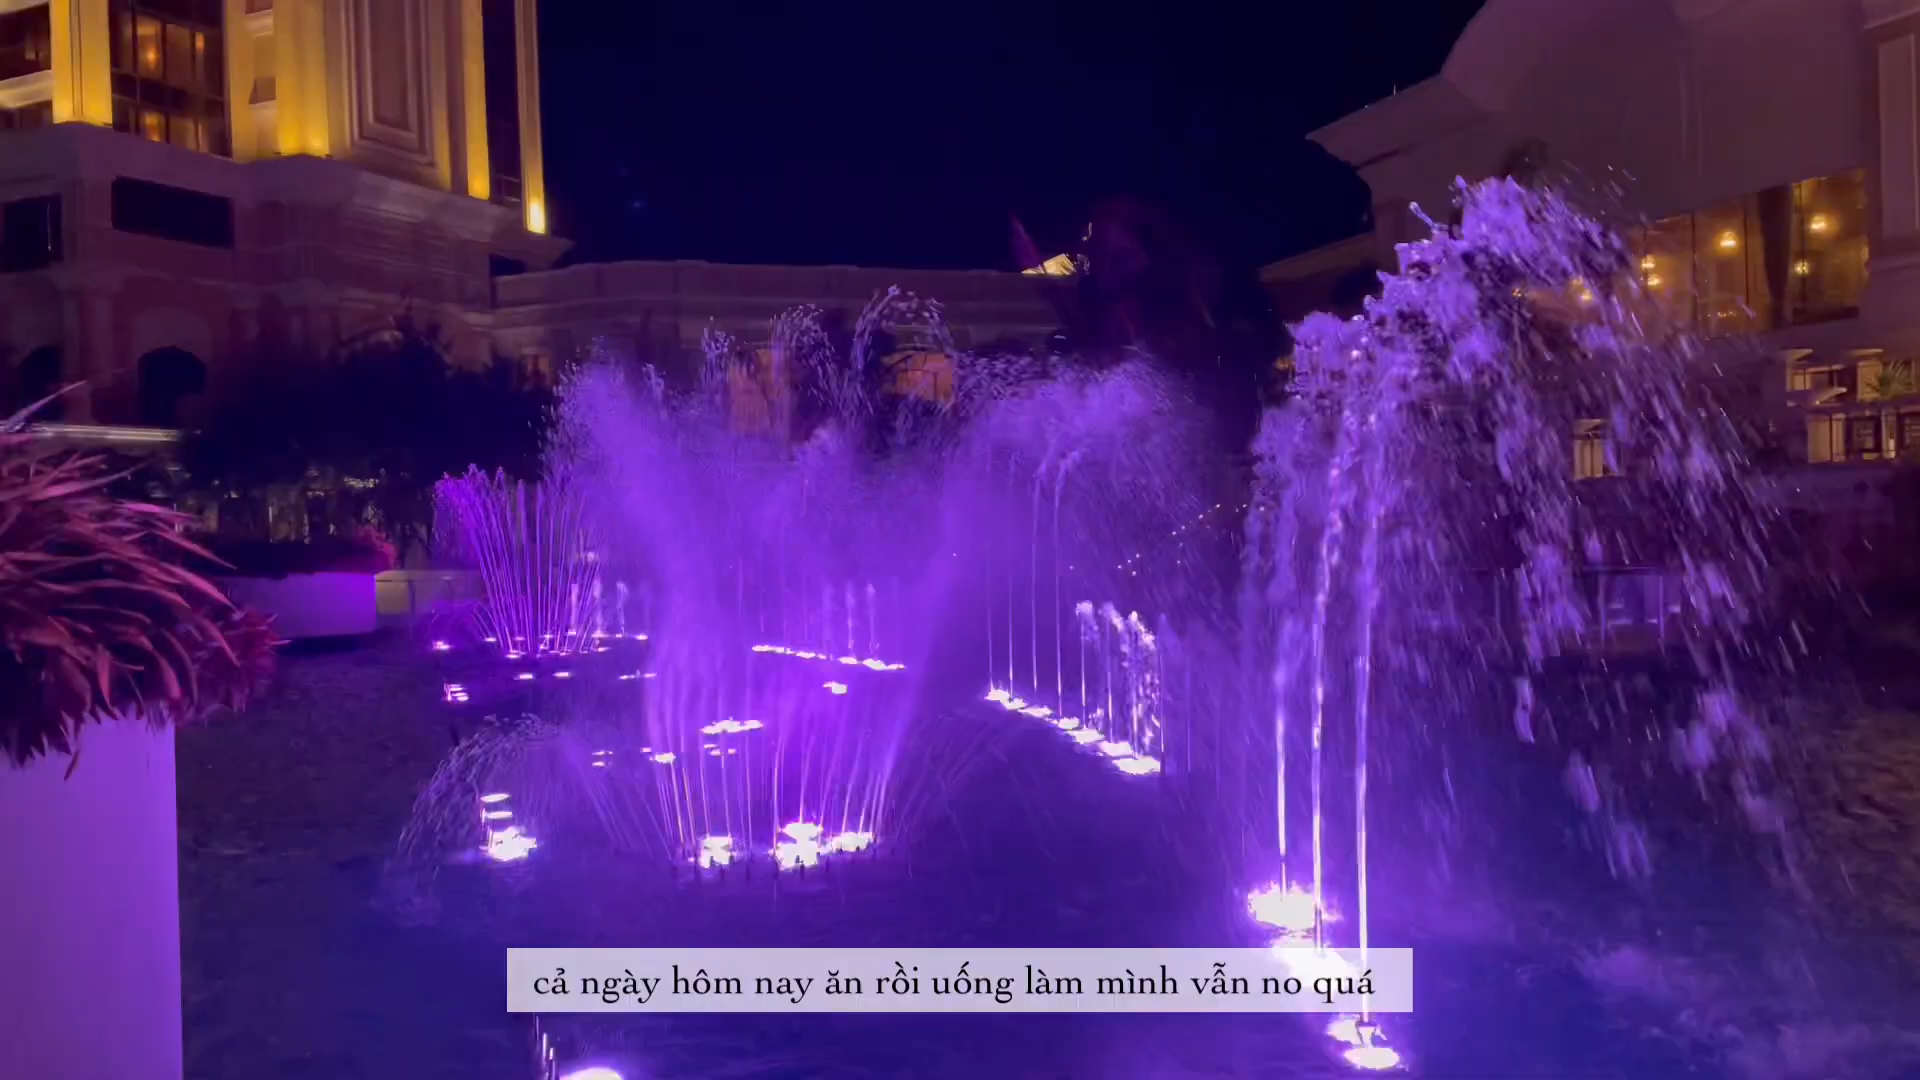 cả ngày hôm nay ăn rồi uống làm mình vẫn no quá